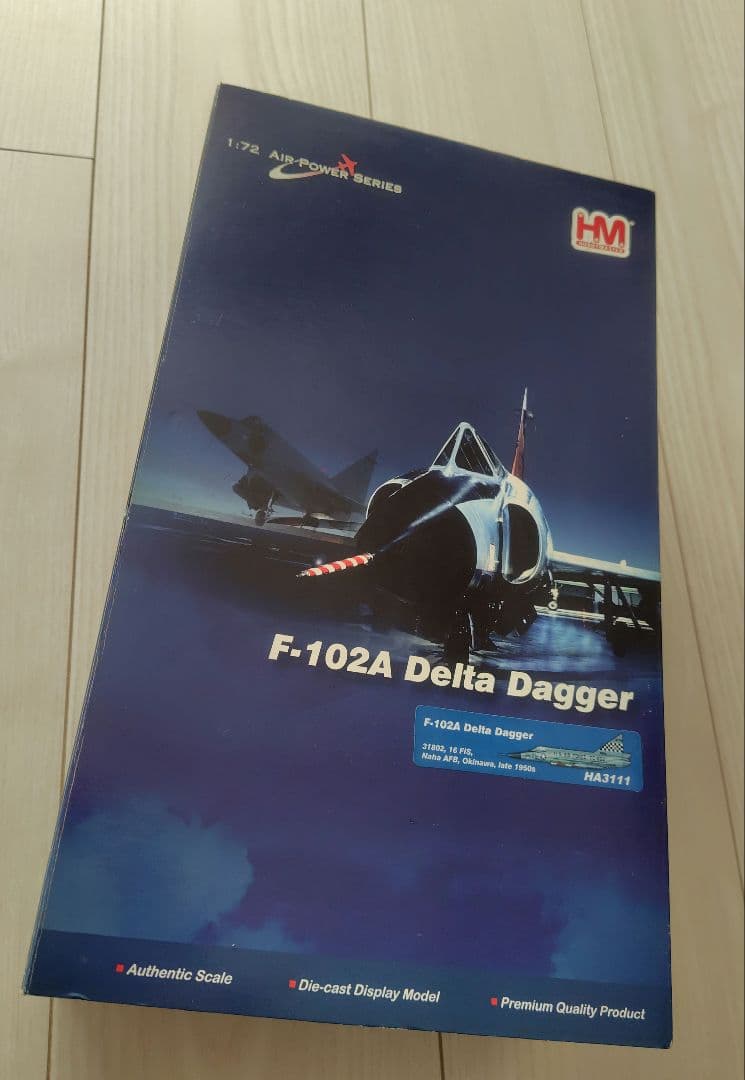 1:72 AIR POWER SERIES
HM
HOBBYMASTER
F-102A Delta Dagger
F-102A Delta Dagger
31802, 16 FIS,
Naha AFB, Okinawa, late 1950s
HA3111
Authentic Scale
Die-cast Display Model
Premium Quality Product